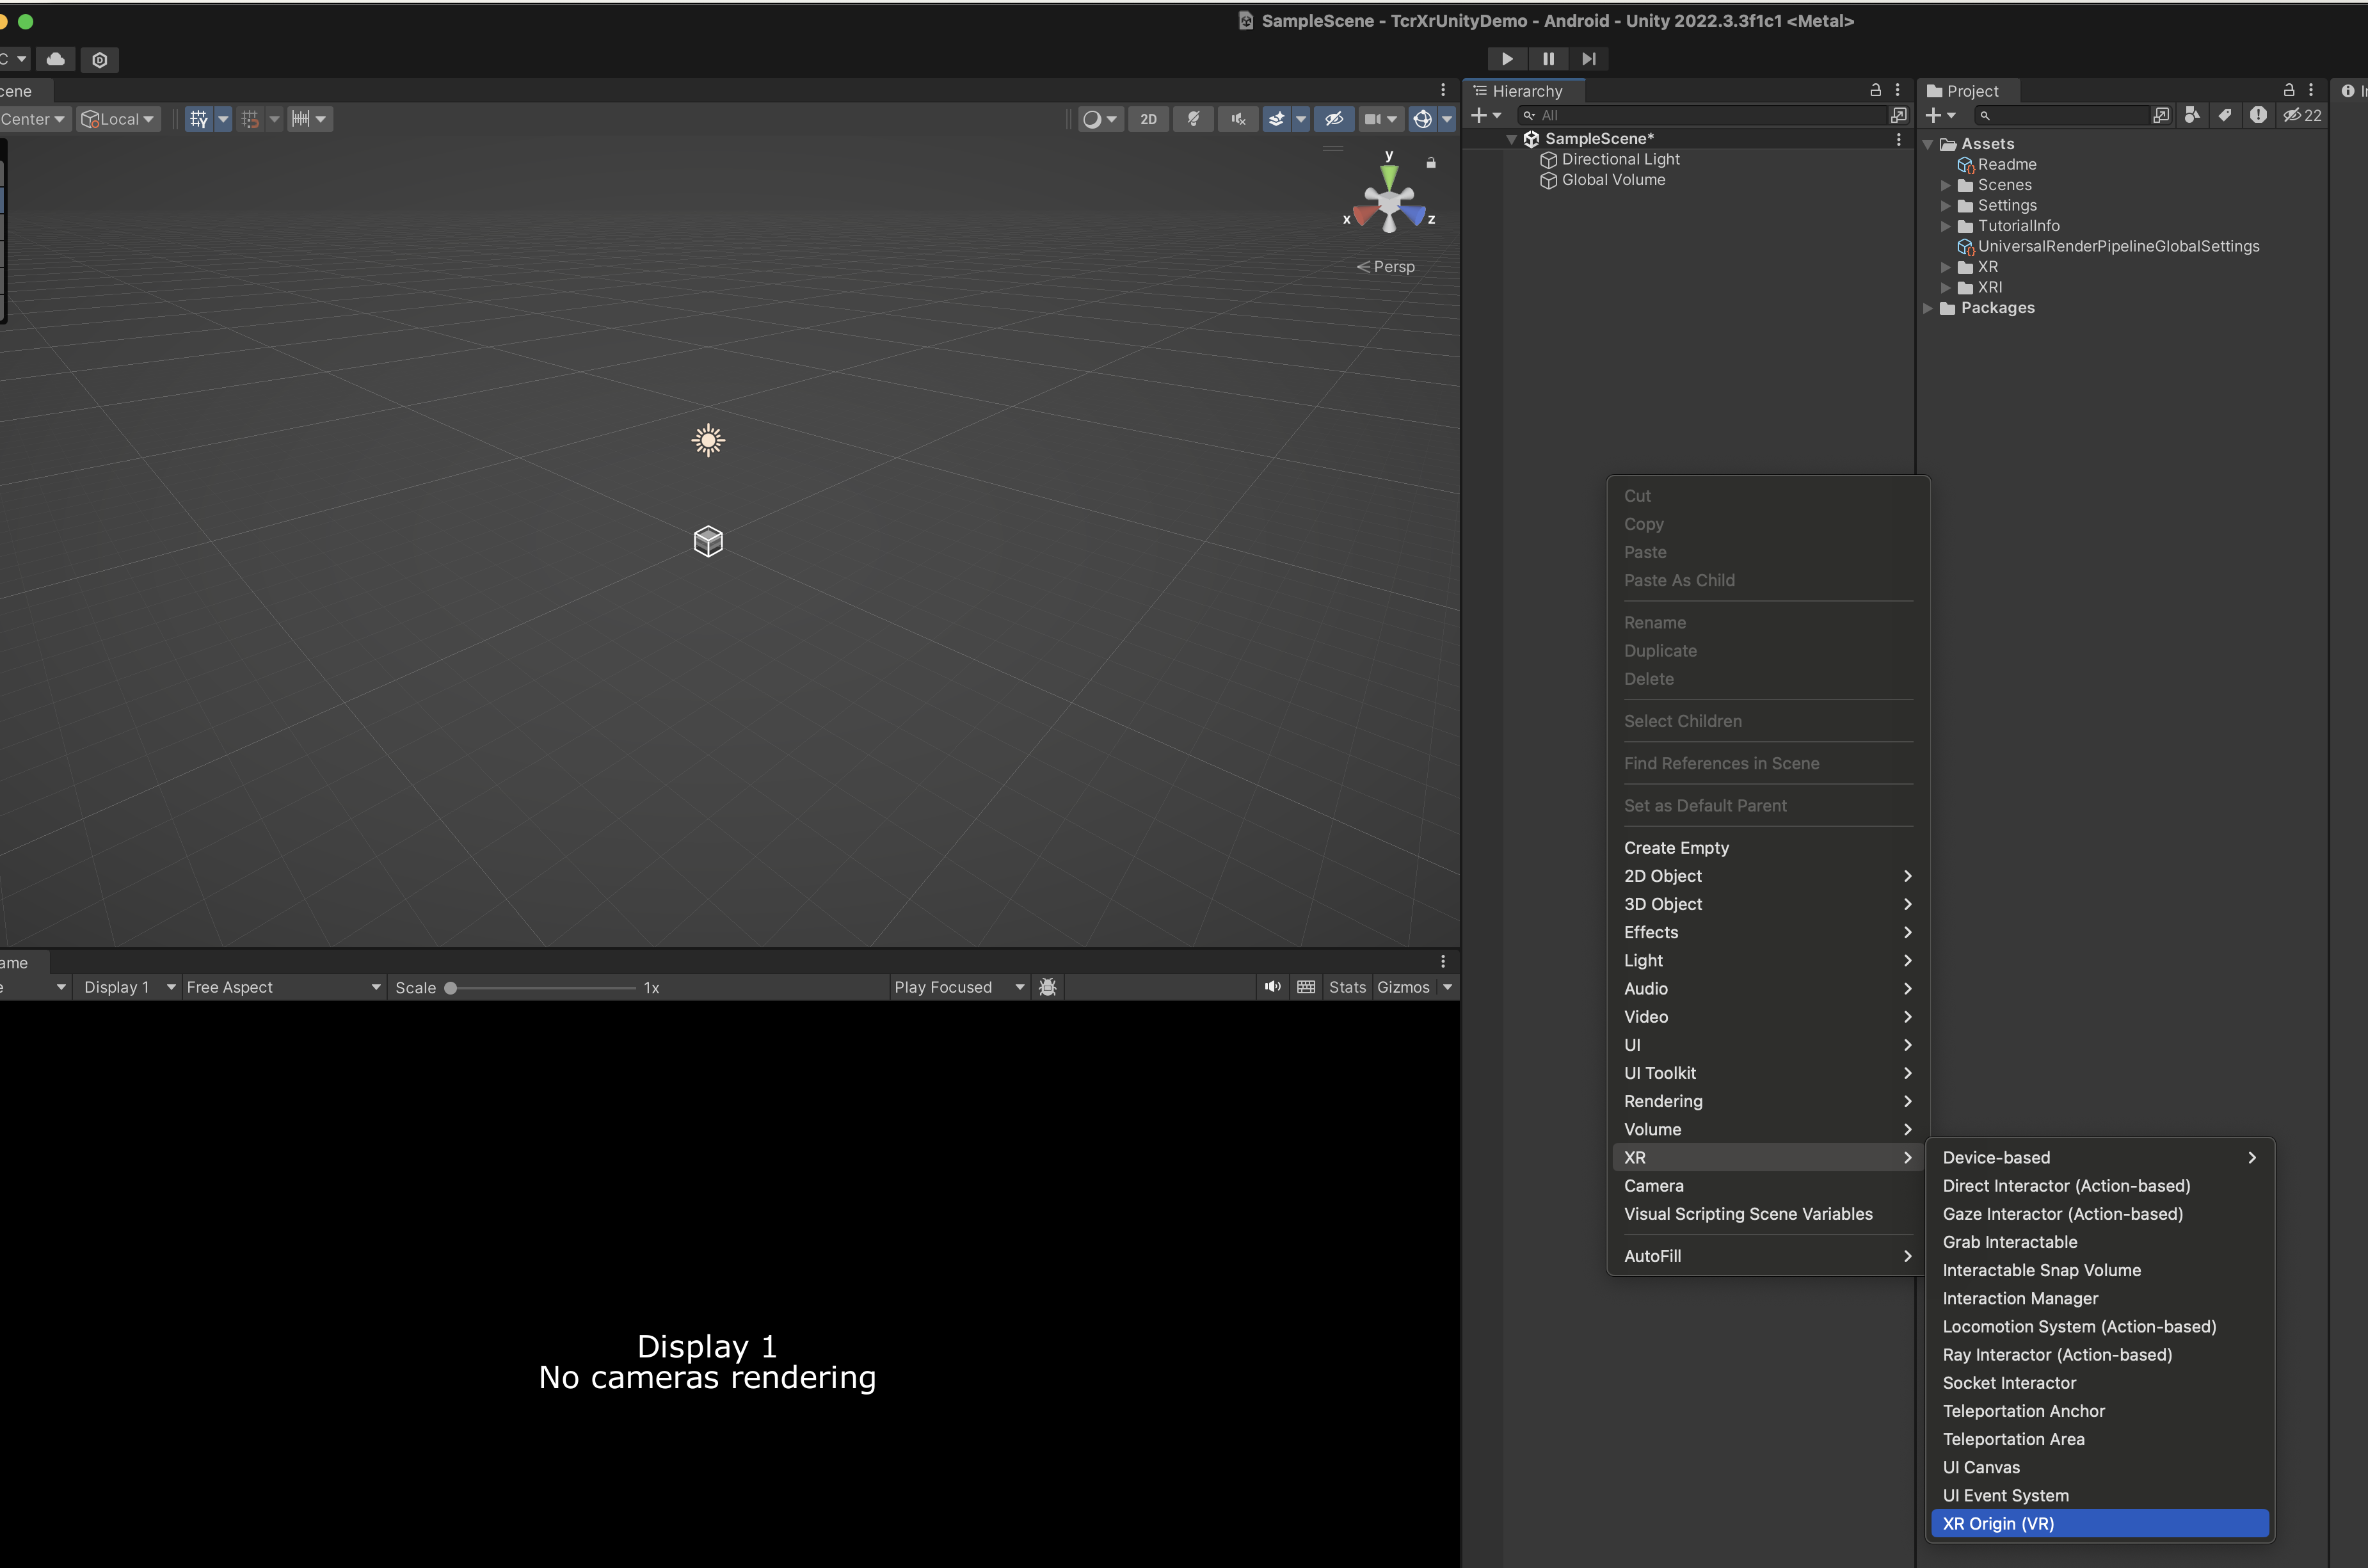 SampleScene - TcrXrUnityDemo - Android - Unity 2022.3.3f1c1 <Metal>
cene
Center
Local
2D
y
x
z
Persp
Hierarchy
All
SampleScene*
Directional Light
Global Volume
Project
22
Assets
Readme
Scenes
Settings
TutorialInfo
UniversalRenderPipelineGlobalSettings
XR
XRI
Packages
Cut
Copy
Paste
Paste As Child
Rename
Duplicate
Delete
Select Children
Find References in Scene
Set as Default Parent
Create Empty
2D Object
3D Object
Effects
Light
Audio
Video
UI
UI Toolkit
Rendering
Volume
XR
Camera
Visual Scripting Scene Variables
AutoFill
Device-based
Direct Interactor (Action-based)
Gaze Interactor (Action-based)
Grab Interactable
Interactable Snap Volume
Interaction Manager
Locomotion System (Action-based)
Ray Interactor (Action-based)
Socket Interactor
Teleportation Anchor
Teleportation Area
UI Canvas
UI Event System
XR Origin (VR)
ame
Display 1
Free Aspect
Scale
1x
Play Focused
Stats
Gizmos
Display 1
No cameras rendering